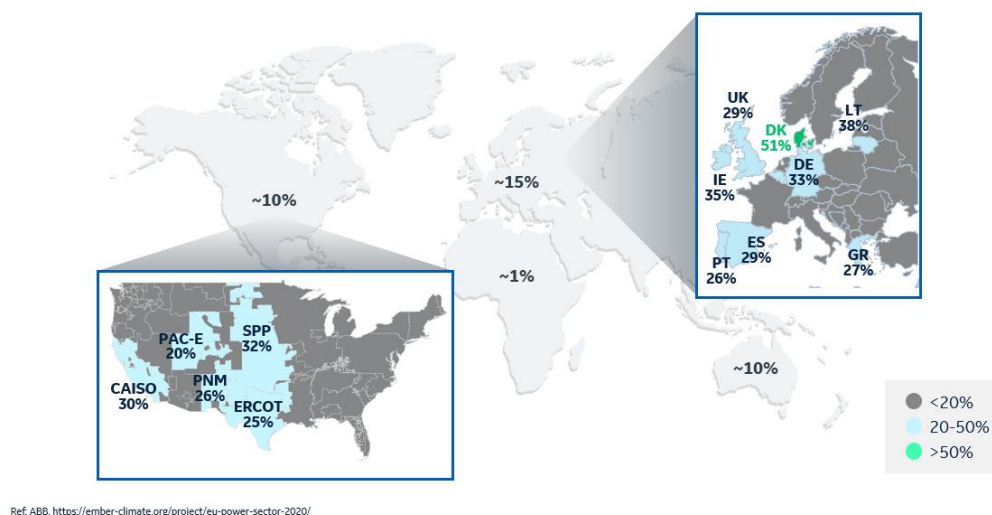 ~10%
~15%
~1%
~10%
UK
29%
DK
51%
LT
38%
IE
35%
DE
33%
PT
26%
ES
29%
GR
27%
PAC-E
20%
SPP
32%
CAISO
30%
PNM
26%
ERCOT
25%
<20%
20-50%
>50%
Ref: ABB, https://ember-climate.org/project/eu-power-sector-2020/